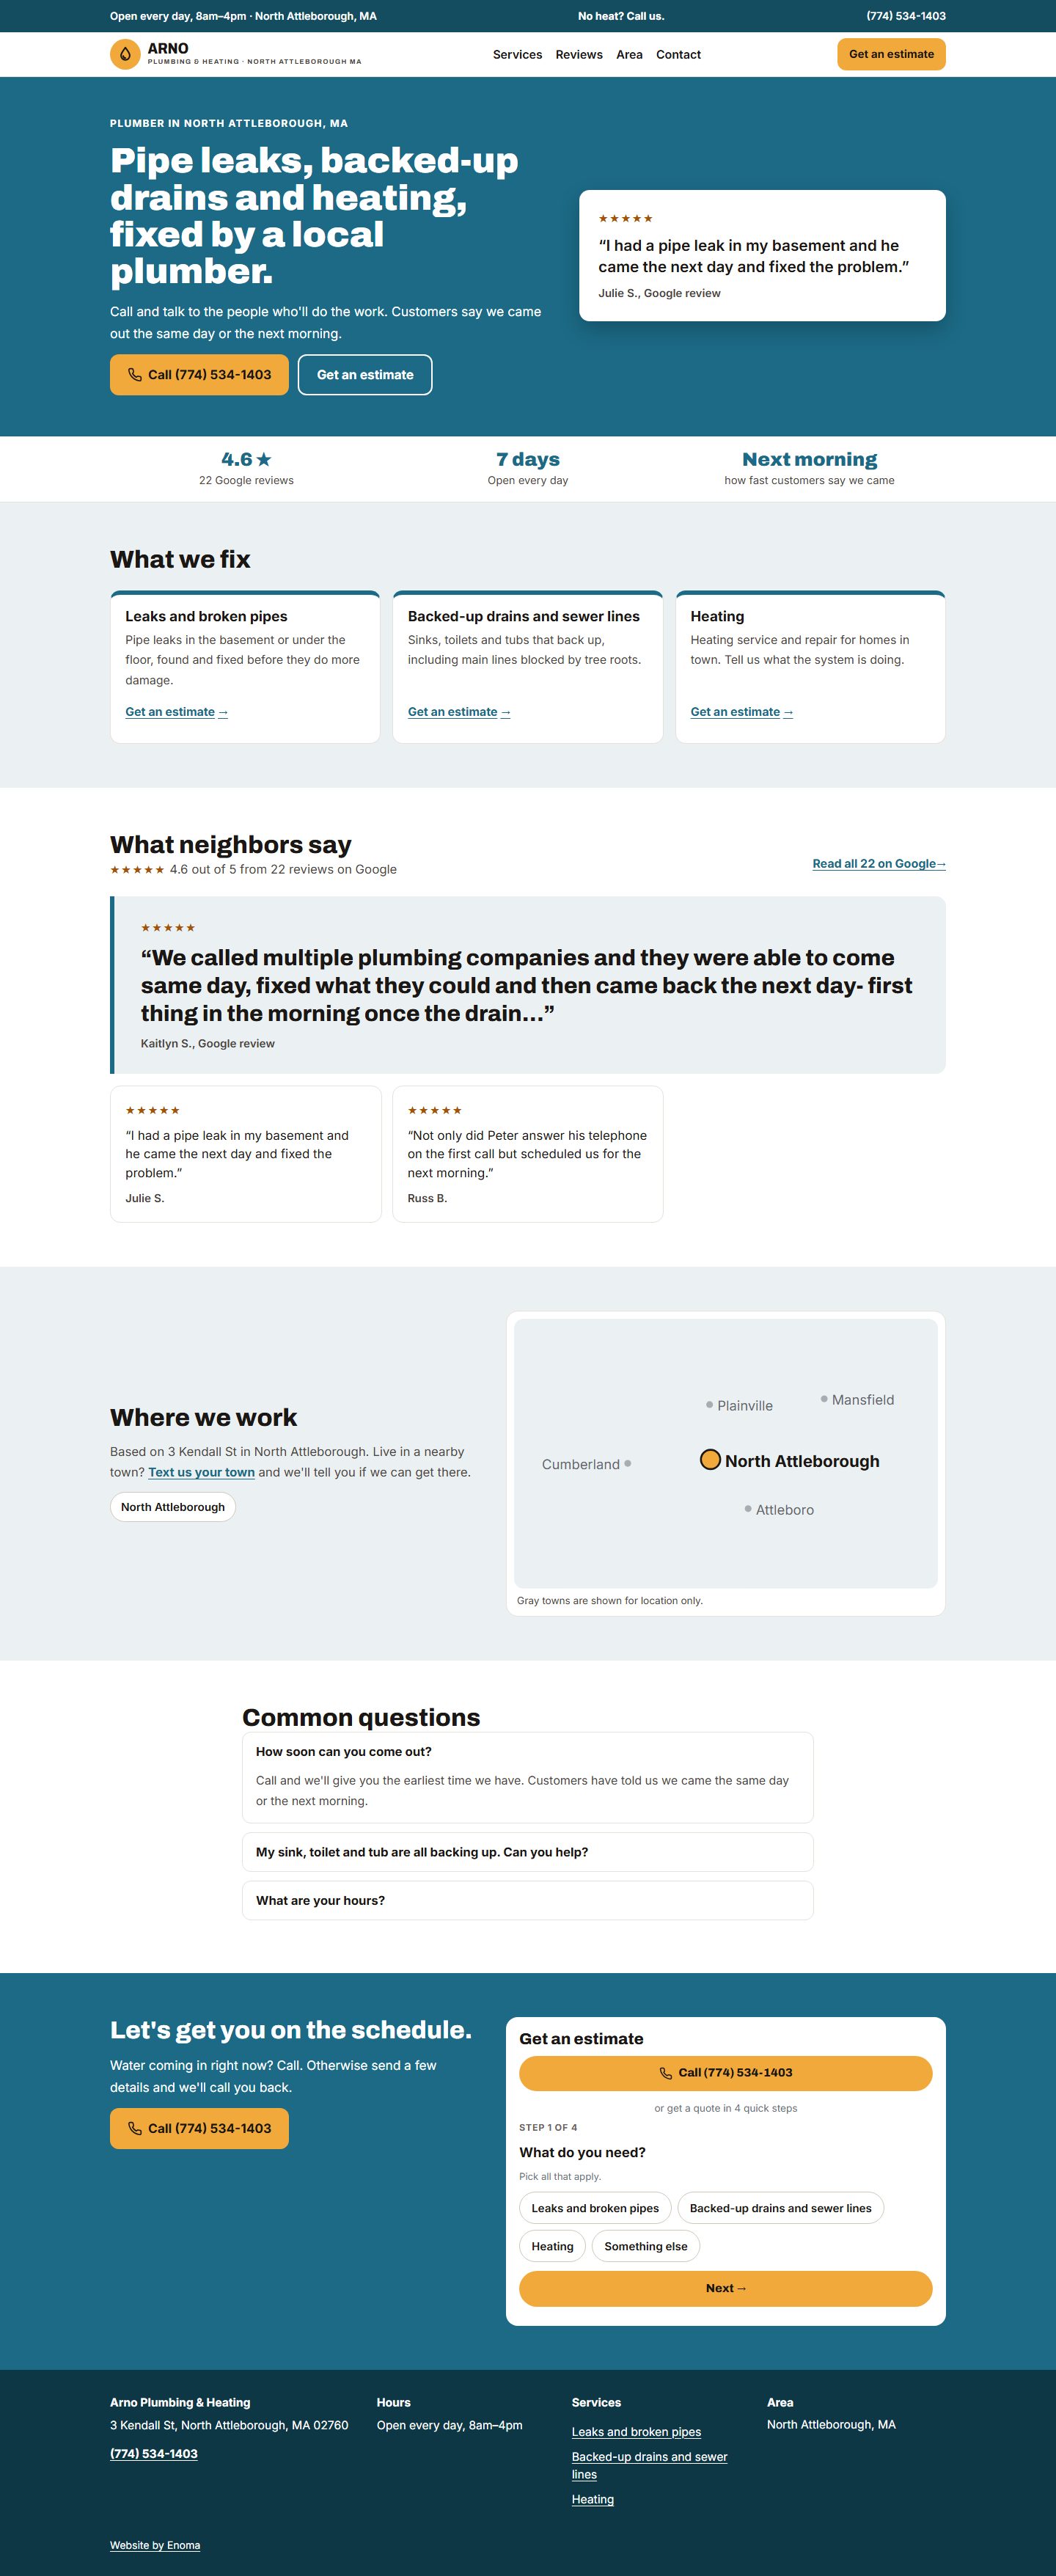 Open every day, 8am–4pm · North Attleborough, MA
No heat? Call us.
(774) 534-1403
ARNO
PLUMBING & HEATING · NORTH ATTLEBOROUGH MA
Services
Reviews
Area
Contact
Get an estimate
PLUMBER IN NORTH ATTLEBOROUGH, MA
Pipe leaks, backed-up
drains and heating,
fixed by a local
plumber.
Call and talk to the people who'll do the work. Customers say we came
out the same day or the next morning.
Call (774) 534-1403
Get an estimate
★★★★★
“I had a pipe leak in my basement and he
came the next day and fixed the problem.”
Julie S., Google review
4.6 ★
22 Google reviews
7 days
Open every day
Next morning
how fast customers say we came
What we fix
Leaks and broken pipes
Pipe leaks in the basement or under the
floor, found and fixed before they do more
damage.
Get an estimate →
Backed-up drains and sewer lines
Sinks, toilets and tubs that back up,
including main lines blocked by tree roots.
Get an estimate →
Heating
Heating service and repair for homes in
town. Tell us what the system is doing.
Get an estimate →
What neighbors say
★★★★★ 4.6 out of 5 from 22 reviews on Google
Read all 22 on Google→
★★★★★
“We called multiple plumbing companies and they were able to come
same day, fixed what they could and then came back the next day- first
thing in the morning once the drain…”
Kaitlyn S., Google review
★★★★★
“I had a pipe leak in my basement and
he came the next day and fixed the
problem.”
Julie S.
★★★★★
“Not only did Peter answer his telephone
on the first call but scheduled us for the
next morning.”
Russ B.
Where we work
Based on 3 Kendall St in North Attleborough. Live in a nearby
town? Text us your town and we'll tell you if we can get there.
North Attleborough
Plainville
Mansfield
Cumberland
North Attleborough
Attleboro
Gray towns are shown for location only.
Common questions
How soon can you come out?
Call and we'll give you the earliest time we have. Customers have told us we came the same day
or the next morning.
My sink, toilet and tub are all backing up. Can you help?
What are your hours?
Let's get you on the schedule.
Water coming in right now? Call. Otherwise send a few
details and we'll call you back.
Call (774) 534-1403
Get an estimate
Call (774) 534-1403
or get a quote in 4 quick steps
STEP 1 OF 4
What do you need?
Pick all that apply.
Leaks and broken pipes
Backed-up drains and sewer lines
Heating
Something else
Next →
Arno Plumbing & Heating
3 Kendall St, North Attleborough, MA 02760
(774) 534-1403
Hours
Open every day, 8am–4pm
Services
Leaks and broken pipes
Backed-up drains and sewer
lines
Heating
Area
North Attleborough, MA
Website by Enoma